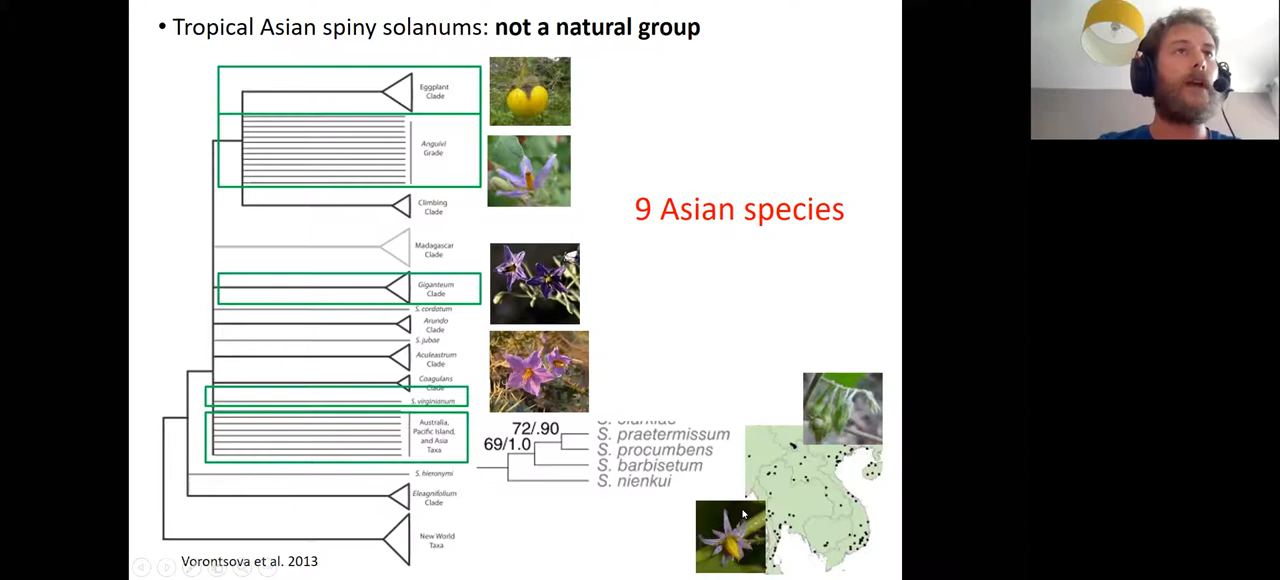 • Tropical Asian spiny solanums: not a natural group
Eggplant
Clade
Anguivi
Grade
Climbing
Clade
Madagascar
Clade
Giganteum
Clade
S. cordatum
Arundo
Clade
S. jubae
Aculeastrum
Clade
Coagulans
Clade
S. virginianum
Australia,
Pacific Island,
and Asia
Taxa
S. hieronymi
Elaeagnifolium
Clade
New World
Taxa
9 Asian species
72/.90
69/1.0
S. praetermissum
S. procumbens
S. barbisetum
S. nienkui
Vorontsova et al. 2013